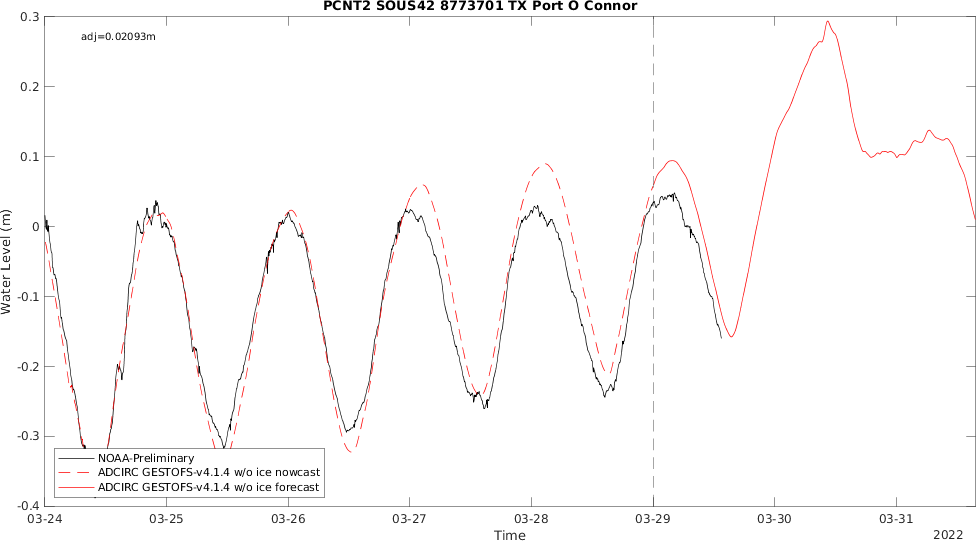 PCNT2 SOUS42 8773701 TX Port O Connor
adj=0.02093m
0.3
0.2
0.1
0
-0.1
-0.2
-0.3
-0.4
Water Level (m)
NOAA-Preliminary
ADCIRC GESTOFS-v4.1.4 w/o ice nowcast
ADCIRC GESTOFS-v4.1.4 w/o ice forecast
03-24 03-25 03-26 03-27 03-28 03-29 03-30 03-31
Time
2022